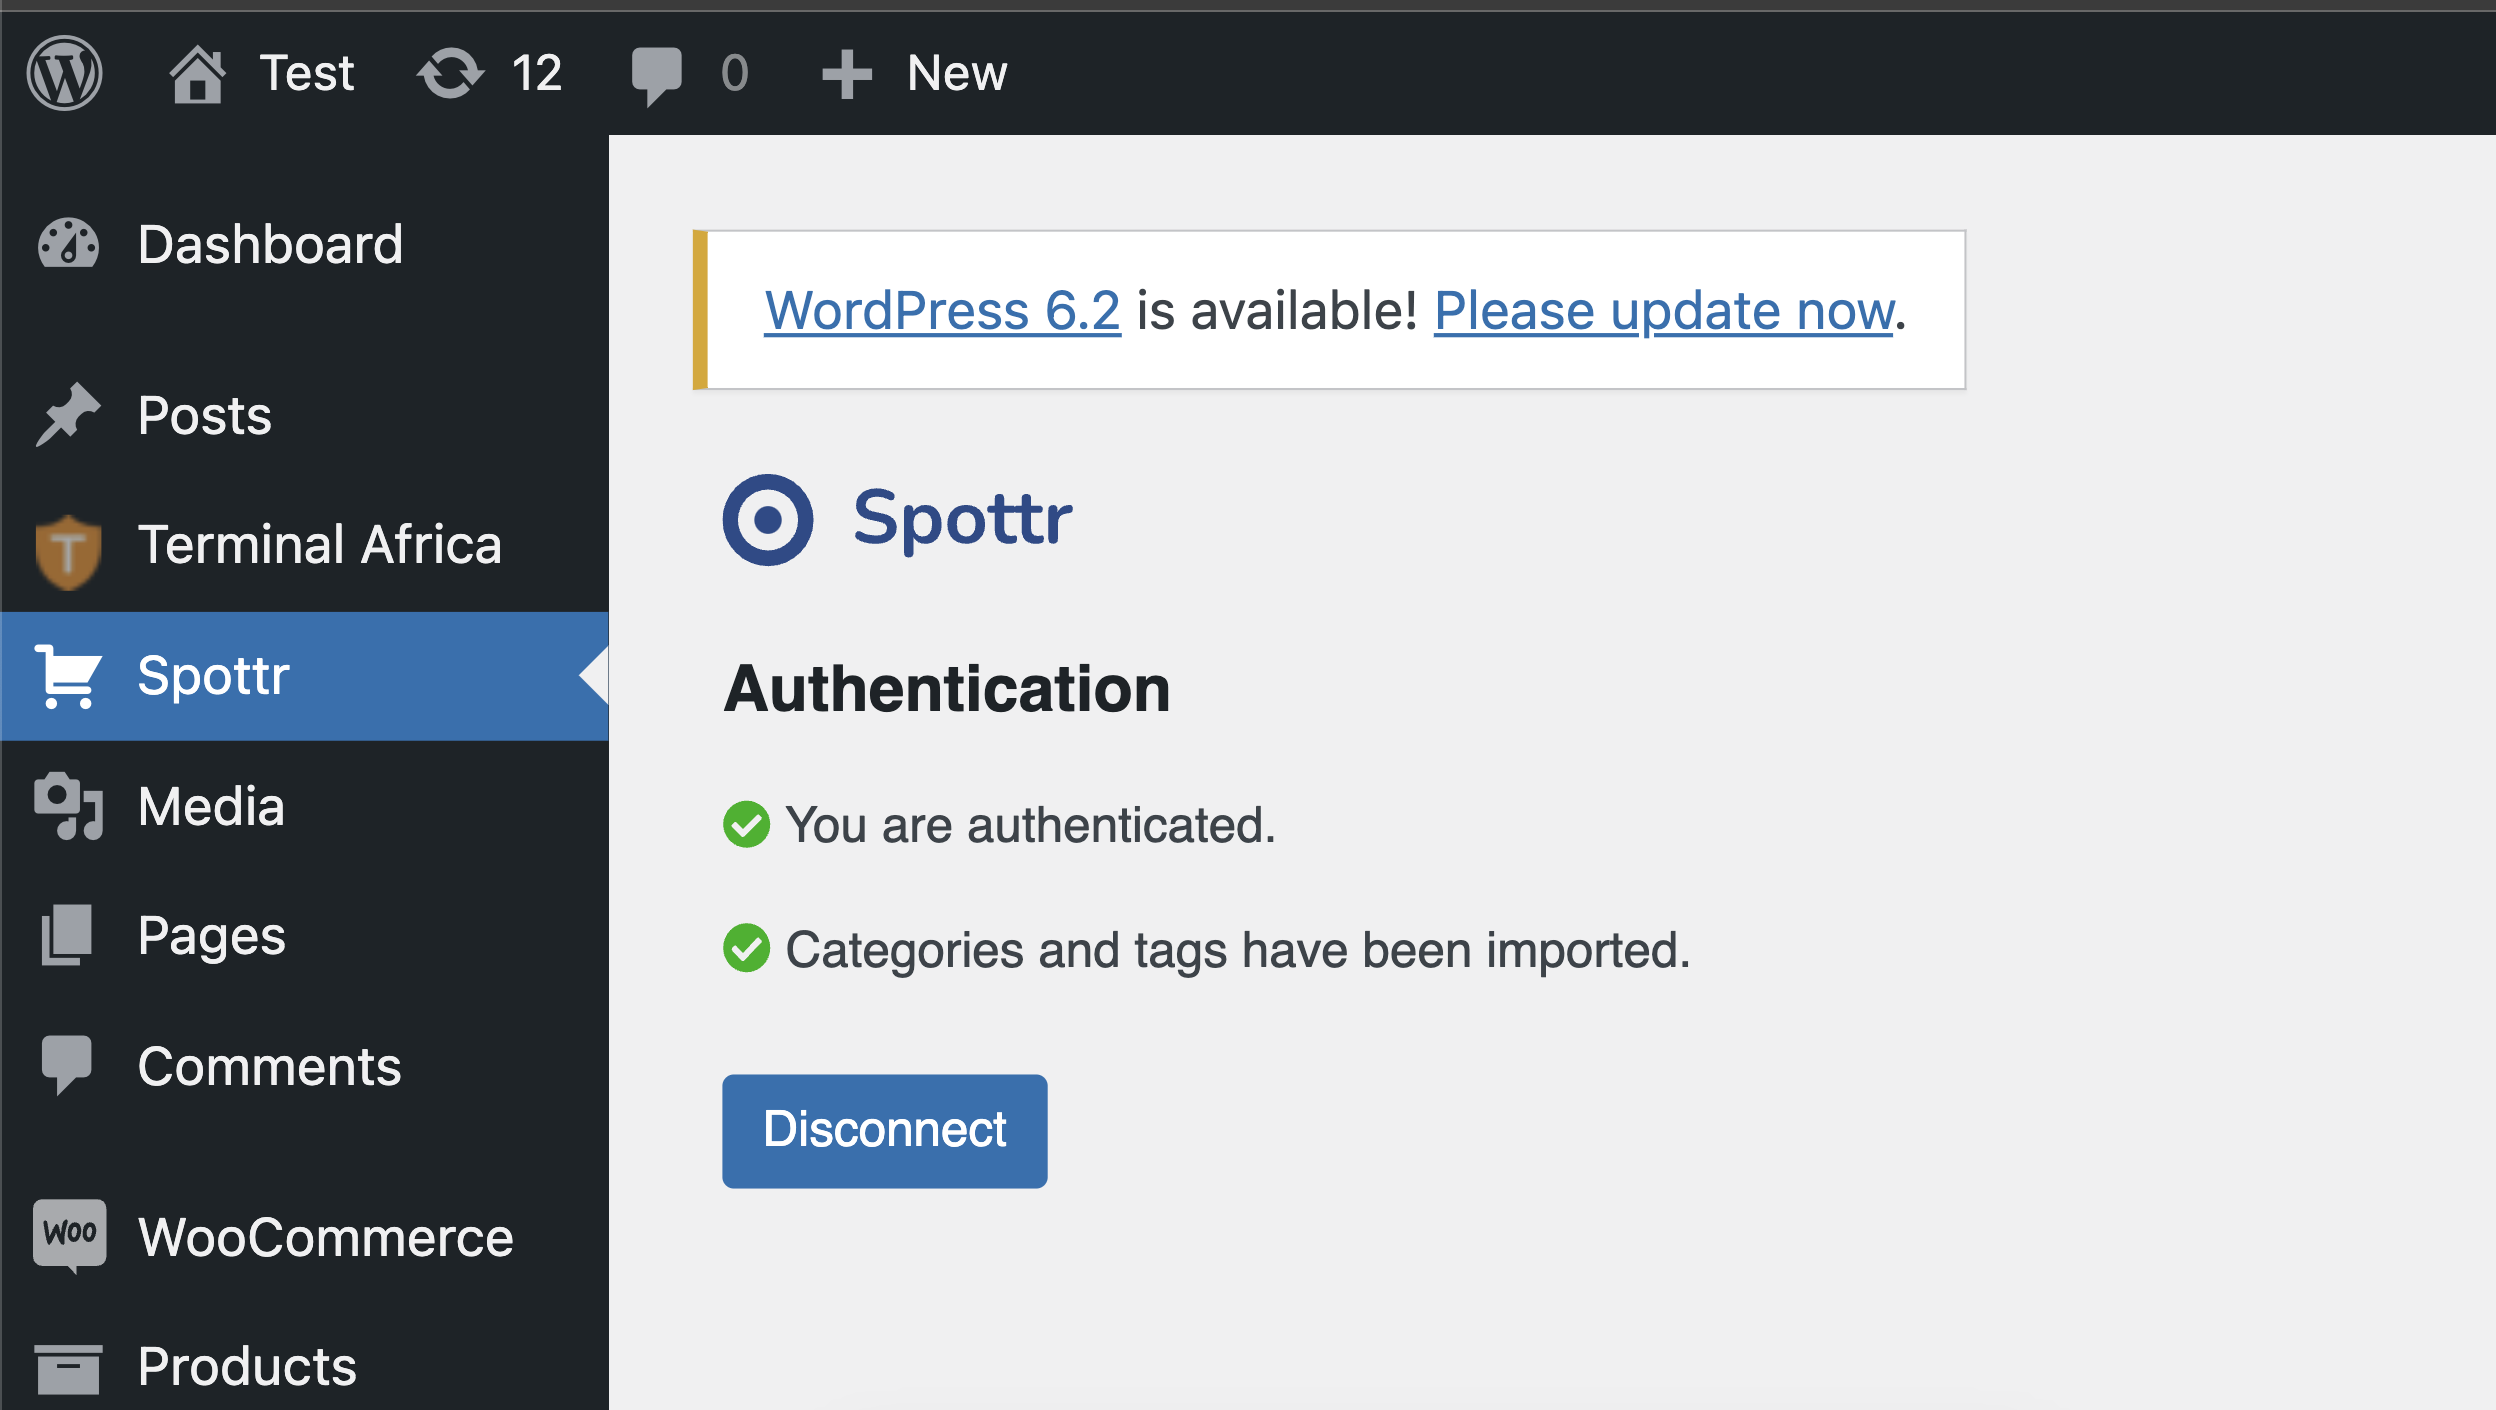 Test 12 0 New
Dashboard
Posts
Terminal Africa
Spottr
Media
Pages
Comments
WooCommerce
Products
WordPress 6.2 is available! Please update now.
Spottr
Authentication
You are authenticated.
Categories and tags have been imported.
Disconnect